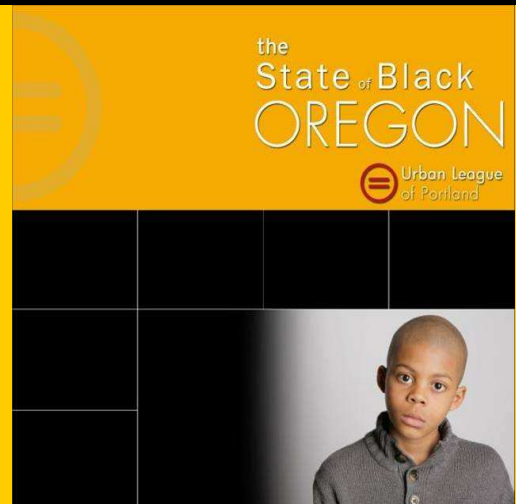 the
State of Black
OREGON
Urban League
of Portland